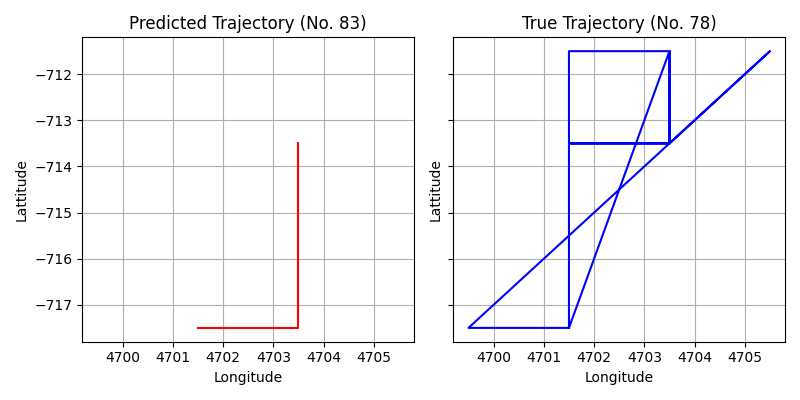 Predicted Trajectory (No. 83)
True Trajectory (No. 78)
Lattitude
−712
−713
−714
−715
−716
−717
4700 4701 4702 4703 4704 4705
Longitude
Lattitude
4700 4701 4702 4703 4704 4705
Longitude